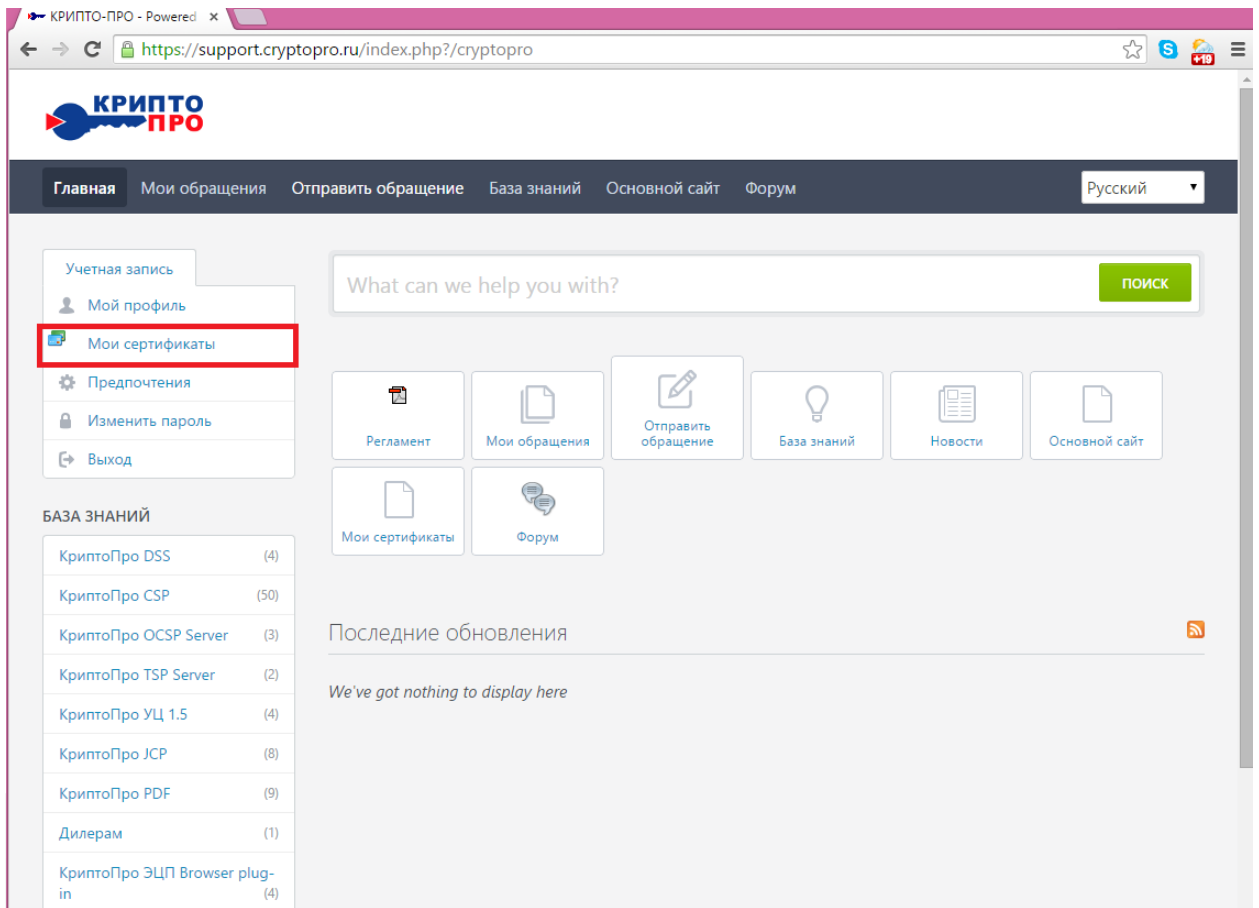 КРИПТО-ПРО - Powered
https://support.cryptopro.ru/index.php?/cryptopro
S
+19
КРИПТО
ПРО
Главная Мои обращения Отправить обращение База знаний Основной сайт Форум Русский
Учетная запись
Мой профиль
Мои сертификаты
Предпочтения
Изменить пароль
Выход
What can we help you with? ПОИСК
Регламент
Мои обращения
Отправить
обращение
База знаний
Новости
Основной сайт
Мои сертификаты
Форум
БАЗА ЗНАНИЙ
КриптоПро DSS (4)
КриптоПро CSP (50)
КриптоПро OCSP Server (3)
КриптоПро TSP Server (2)
КриптоПро УЦ 1.5 (4)
КриптоПро JCP (8)
КриптоПро PDF (9)
Дилерам (1)
КриптоПро ЭЦП Browser plug-
in (4)
Последние обновления
We've got nothing to display here